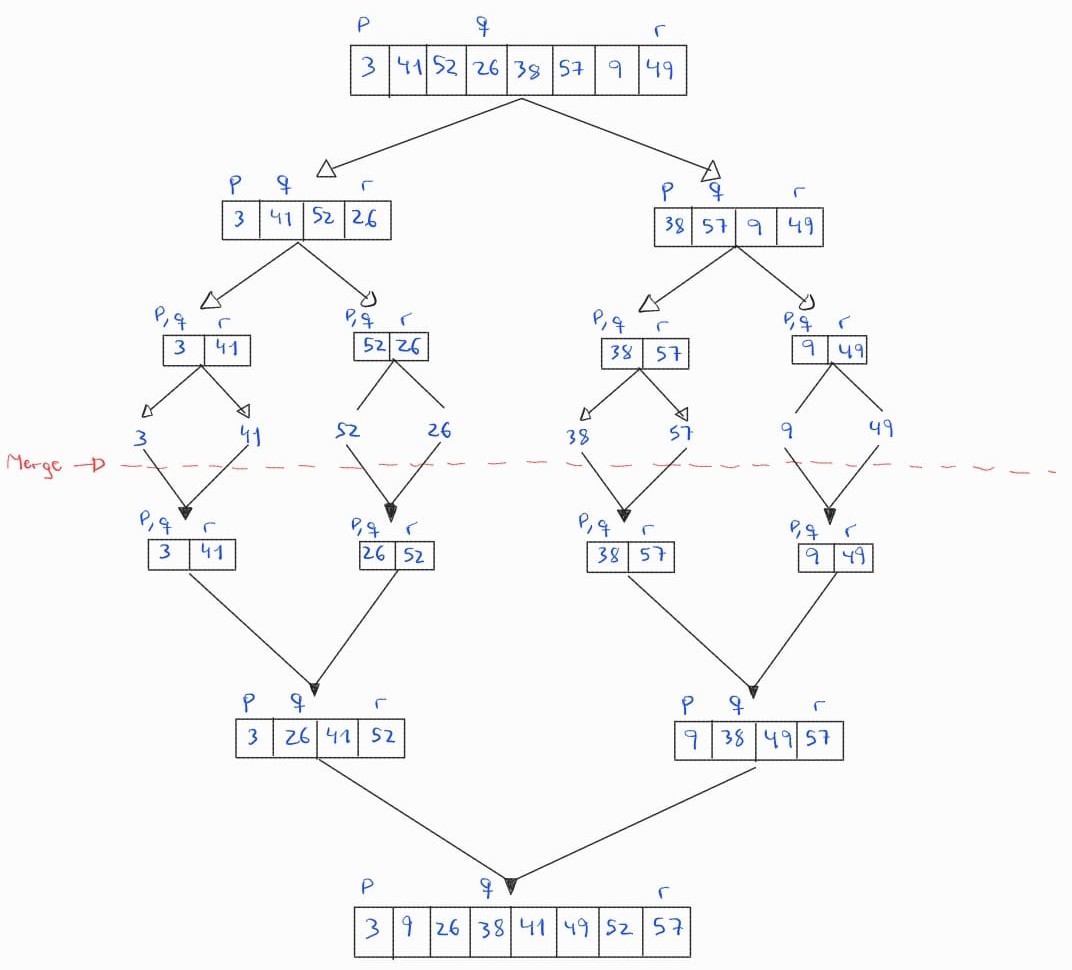 p q r
3 41 52 26 38 57 9 49
p q r p q r
3 41 52 26 38 57 9 49
p,q r p,q r p,q r p,q r
3 41 52 26 38 57 9 49
3 41 52 26 38 57 9 49
Merge
p,q r p,q r p,q r p,q r
3 41 26 52 38 57 9 49
p q r p q r
3 26 41 52 9 38 49 57
p q r
3 9 26 38 41 49 52 57